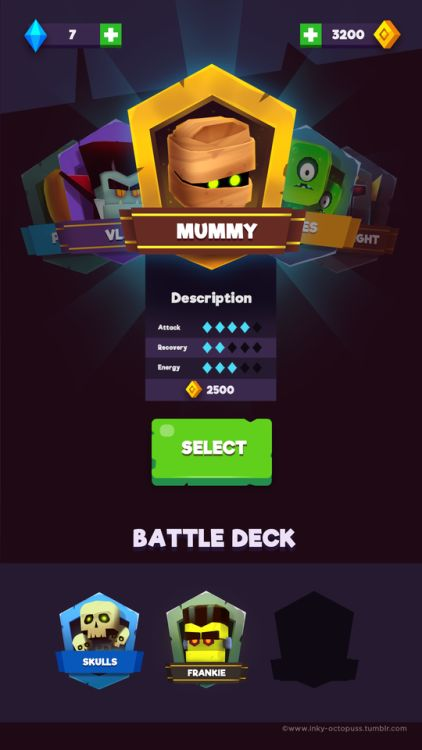 7
3200
VL
ES
GHT
MUMMY
Description
Attack
Recovery
Energy
2500
SELECT
BATTLE DECK
SKULLS
FRANKIE
©www.inky-octopuss.tumblr.com